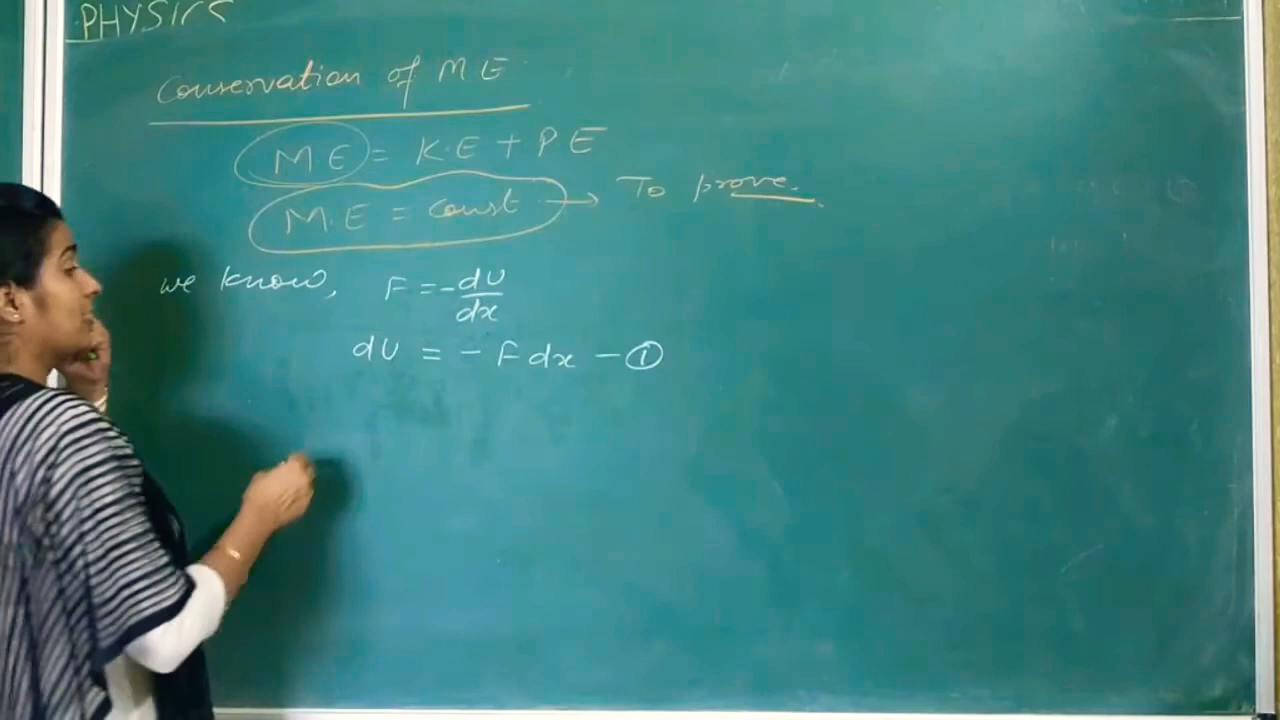 PHYSICS
Conservation of M E
M E = K.E + P E
M.E = const → To prove.
we know, F = -dU/dx
dU = - F dx - ①